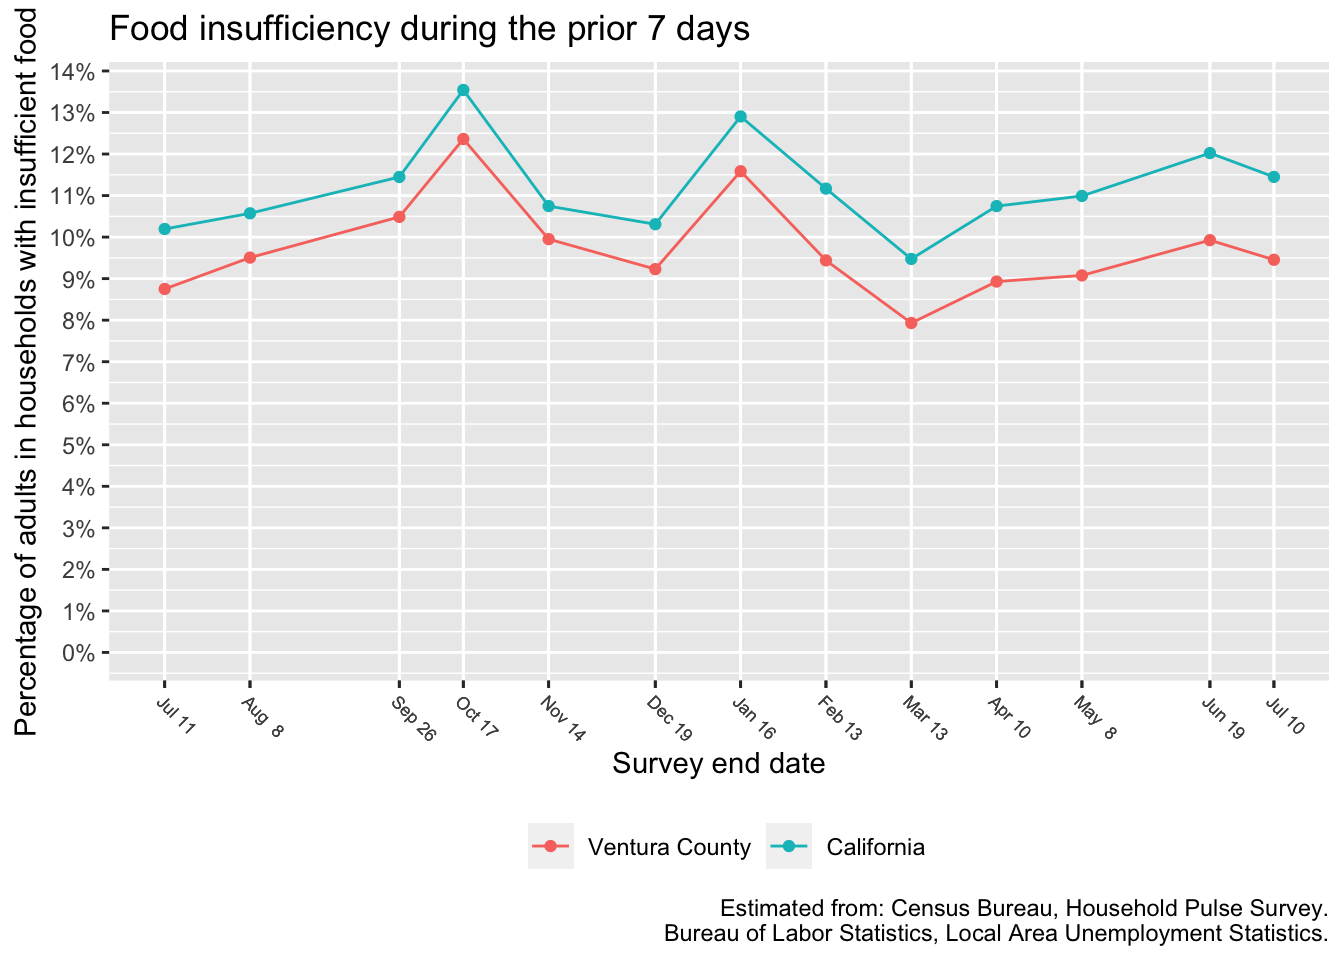 Food insufficiency during the prior 7 days
Percentage of adults in households with insufficient food
14%
13%
12%
11%
10%
9%
8%
7%
6%
5%
4%
3%
2%
1%
0%
Jul 11
Aug 8
Sep 26
Oct 17
Nov 14
Dec 19
Jan 16
Feb 13
Mar 13
Apr 10
May 8
Jun 19
Jul 10
Survey end date
Ventura County
California
Estimated from: Census Bureau, Household Pulse Survey.
Bureau of Labor Statistics, Local Area Unemployment Statistics.